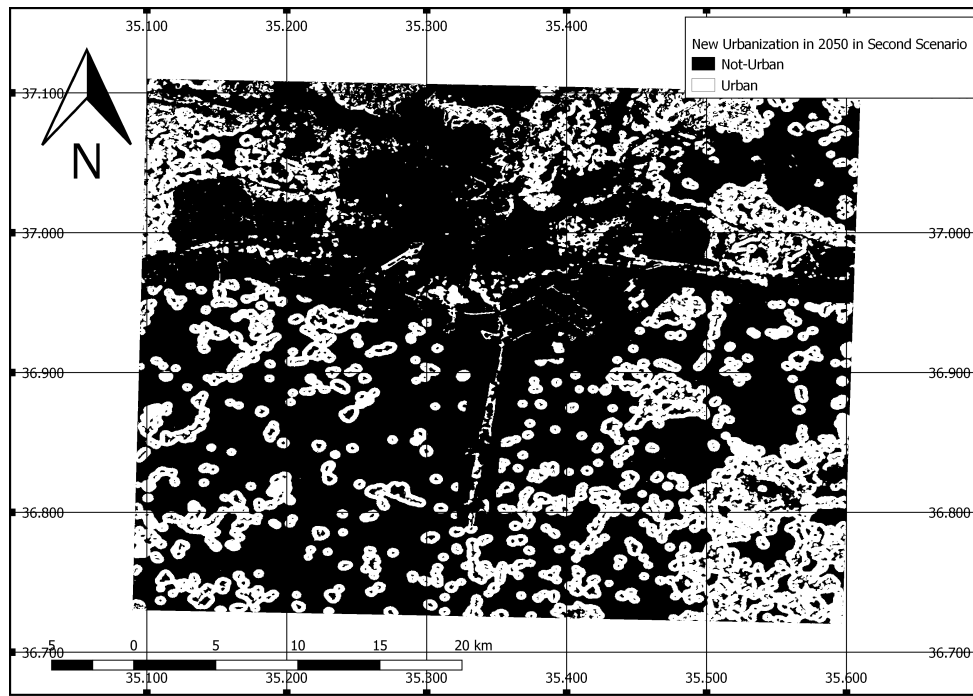 35.100 35.200 35.300 35.400
New Urbanization in 2050 in Second Scenario
Not-Urban
Urban
37.100
N
37.000 37.000
36.900 36.900
36.800 36.800
36.700 36.700
5 0 5 10 15 20 km
35.100 35.200 35.300 35.400 35.500 35.600